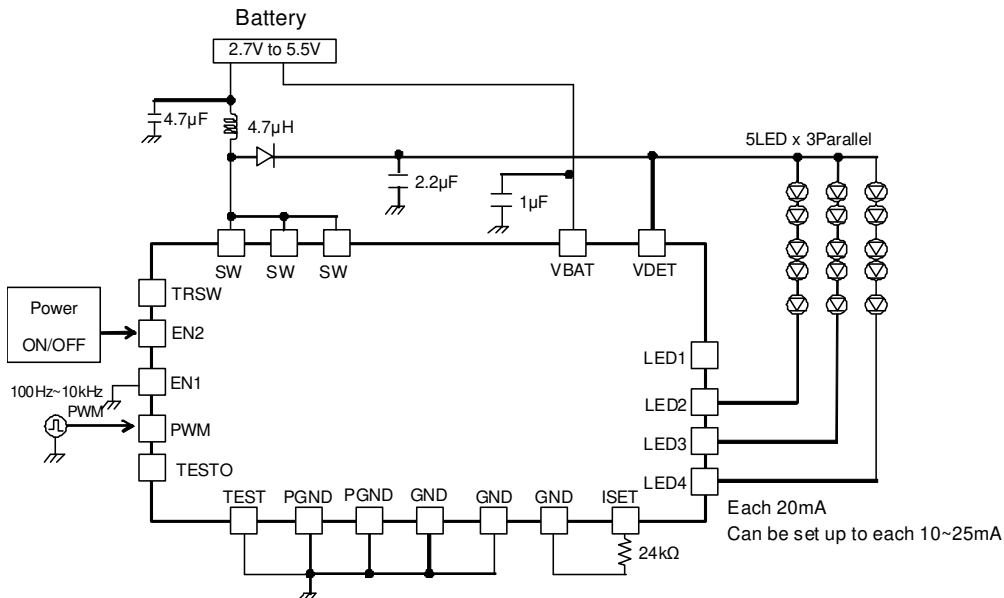 Battery
2.7V to 5.5V
4.7µF
4.7µH
5LED x 3Parallel
2.2µF
1µF
SW
SW
SW
VBAT
VDET
TRSW
Power
ON/OFF
EN2
EN1
100Hz~10kHz
PWM
PWM
TESTO
LED1
LED2
LED3
LED4
TEST
PGND
PGND
GND
GND
GND
ISET
24kΩ
Each 20mA
Can be set up to each 10~25mA